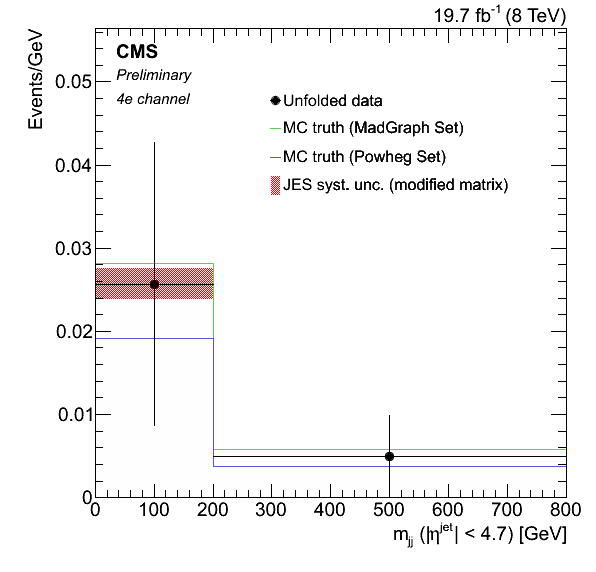 19.7 fb⁻¹ (8 TeV)
Events/GeV
CMS
Preliminary
4e channel
Unfolded data
MC truth (MadGraph Set)
MC truth (Powheg Set)
JES syst. unc. (modified matrix)
0.05
0.04
0.03
0.02
0.01
0
0 100 200 300 400 500 600 700 800
m_jj (|η^jet| < 4.7) [GeV]